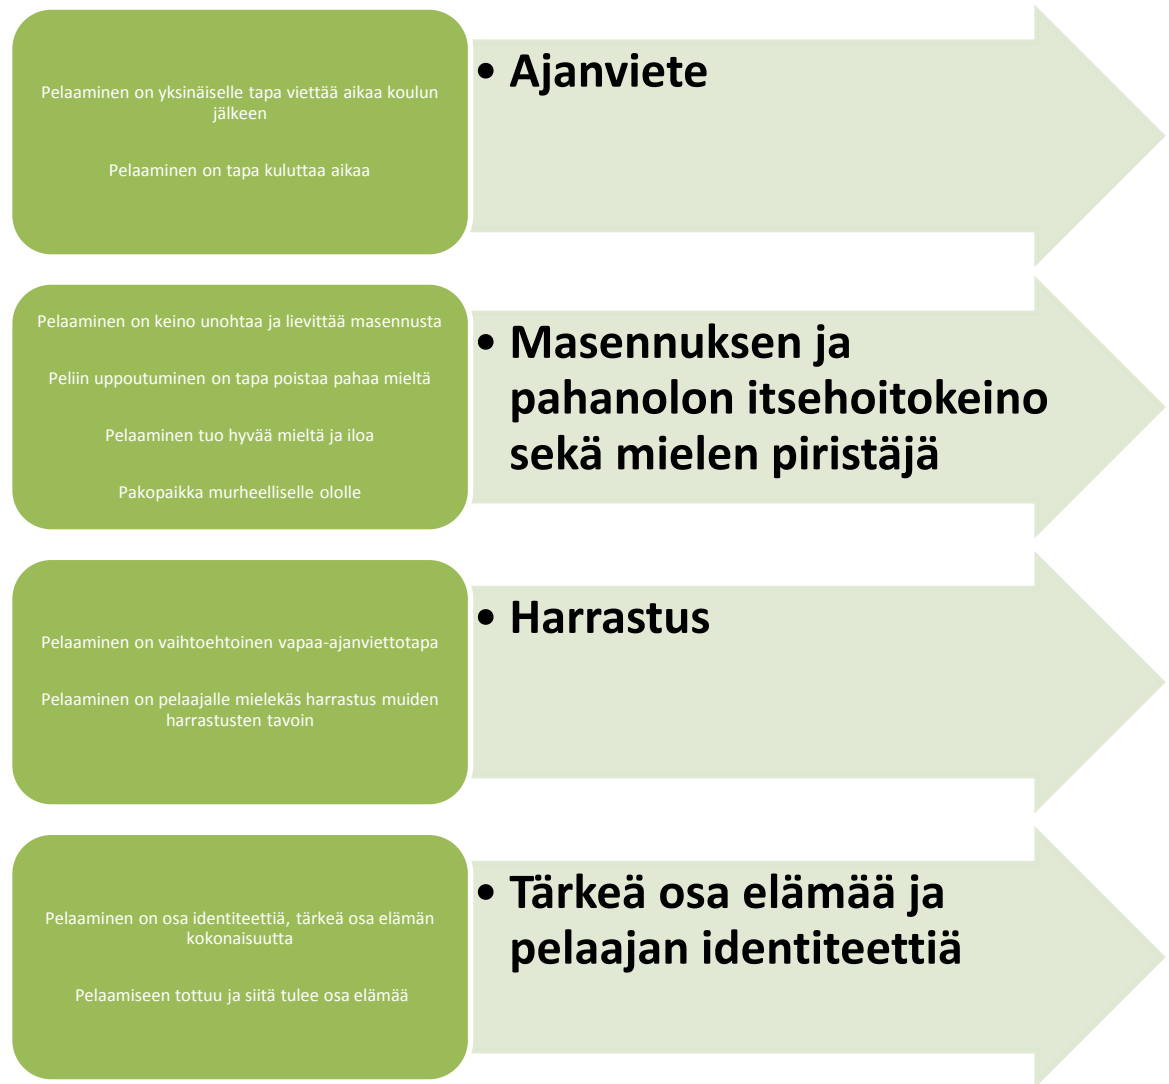 Pelaaminen on yksinäiselle tapa viettää aikaa koulun
jälkeen
Pelaaminen on tapa kuluttaa aikaa
• Ajanviete
Pelaaminen on keino unohtaa ja lievittää masennusta
Peliin uppoutuminen on tapa poistaa pahaa mieltä
Pelaaminen tuo hyvää mieltä ja iloa
Pakopaikka murheelliselle ololle
• Masennuksen ja
pahanolon itsehoitokeino
sekä mielen piristäjä
Pelaaminen on vaihtoehtoinen vapaa-ajanviettotapa
Pelaaminen on pelaajalle mielekäs harrastus muiden
harrastusten tavoin
• Harrastus
Pelaaminen on osa identiteettiä, tärkeä osa elämän
kokonaisuutta
Pelaamiseen tottuu ja siitä tulee osa elämää
• Tärkeä osa elämää ja
pelaajan identiteettiä